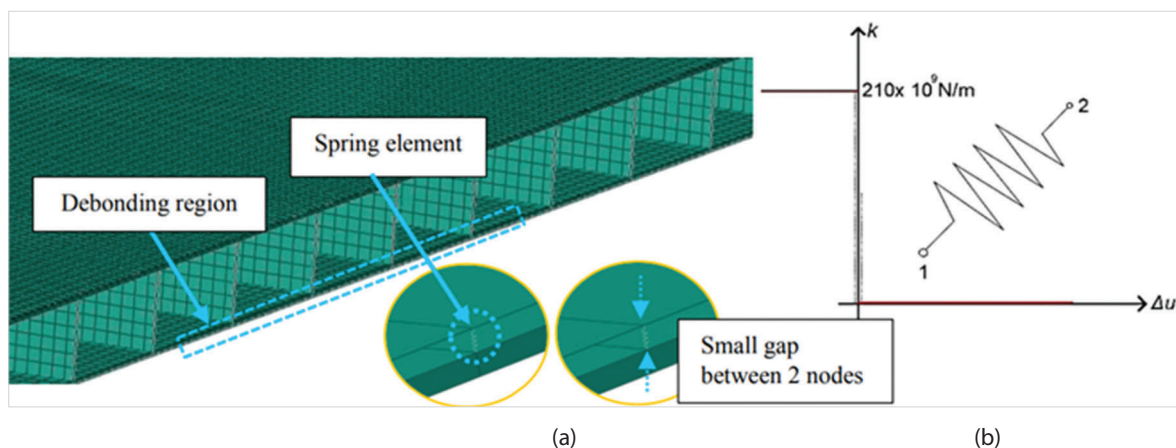 Spring element
Debonding region
Small gap
between 2 nodes
k
210x 10⁹N/m
2
1
Δu
(a)
(b)